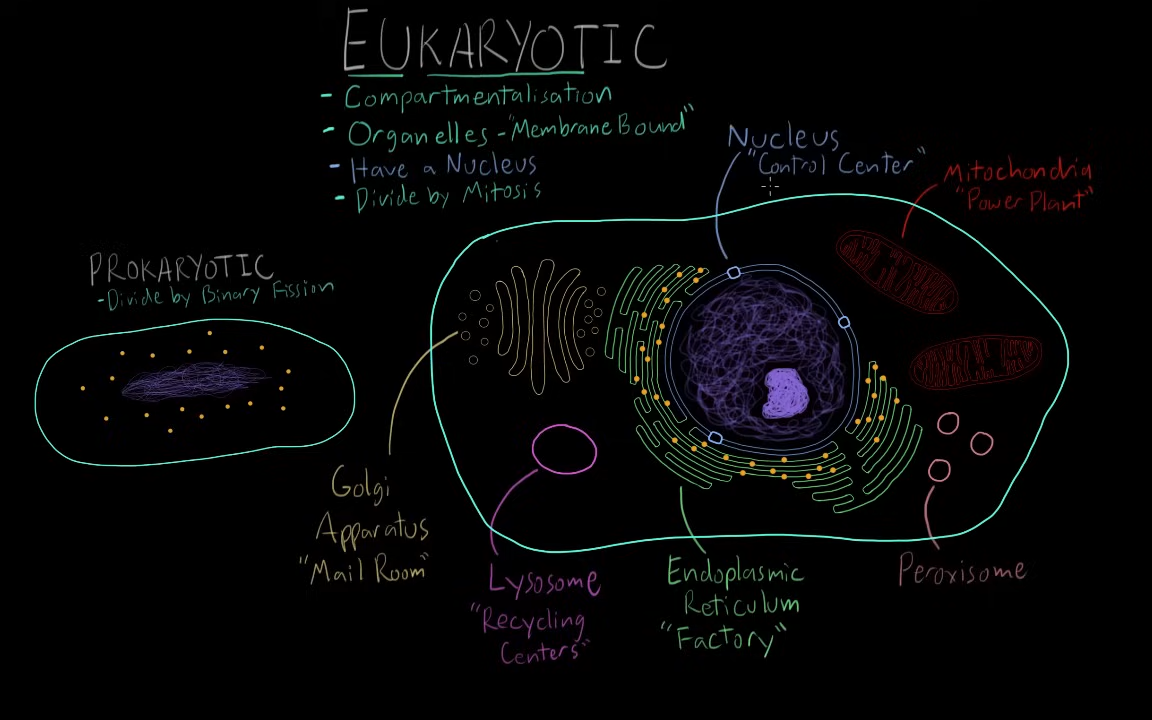 EUKARYOTIC
- Compartmentalisation
- Organelles - "Membrane Bound"
- Have a Nucleus
- Divide by Mitosis
Nucleus
"Control Center"
Mitochondria
"Power Plant"
PROKARYOTIC
- Divide by Binary Fission
Golgi
Apparatus
"Mail Room"
Lysosome
"Recycling
Centers"
Endoplasmic
Reticulum
"Factory"
Peroxisome